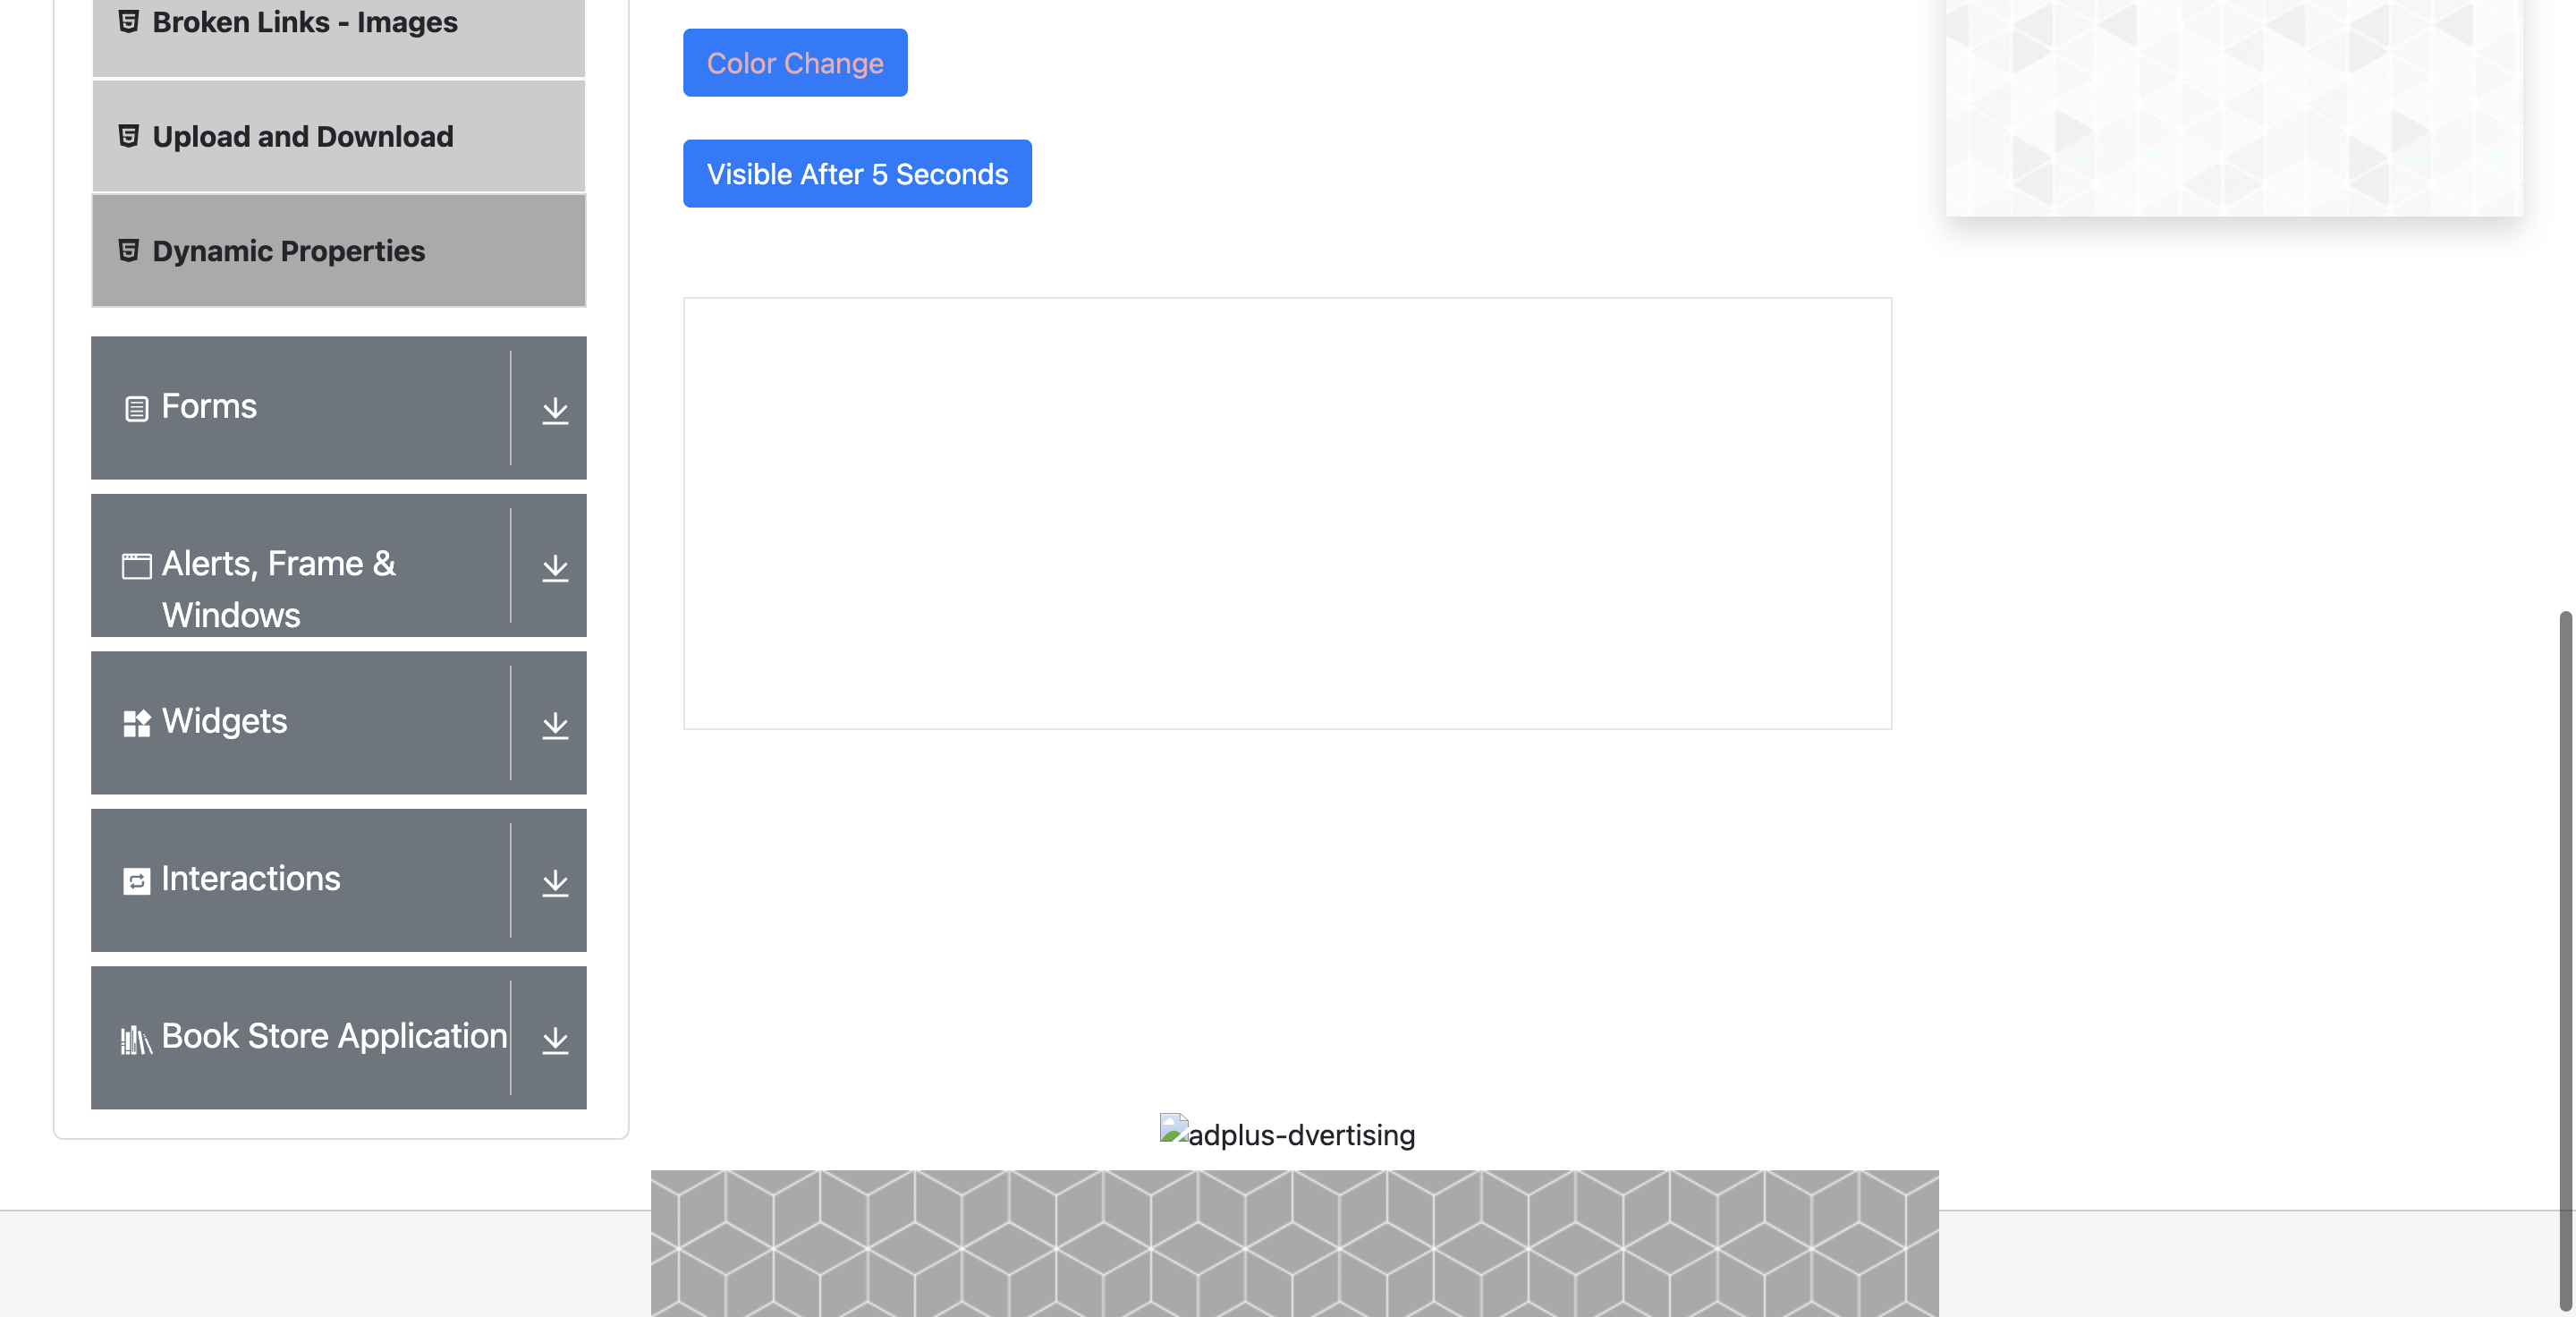 Broken Links - Images
Upload and Download
Dynamic Properties
Forms
Alerts, Frame &
Windows
Widgets
Interactions
Book Store Application
Color Change
Visible After 5 Seconds
adplus-dvertising